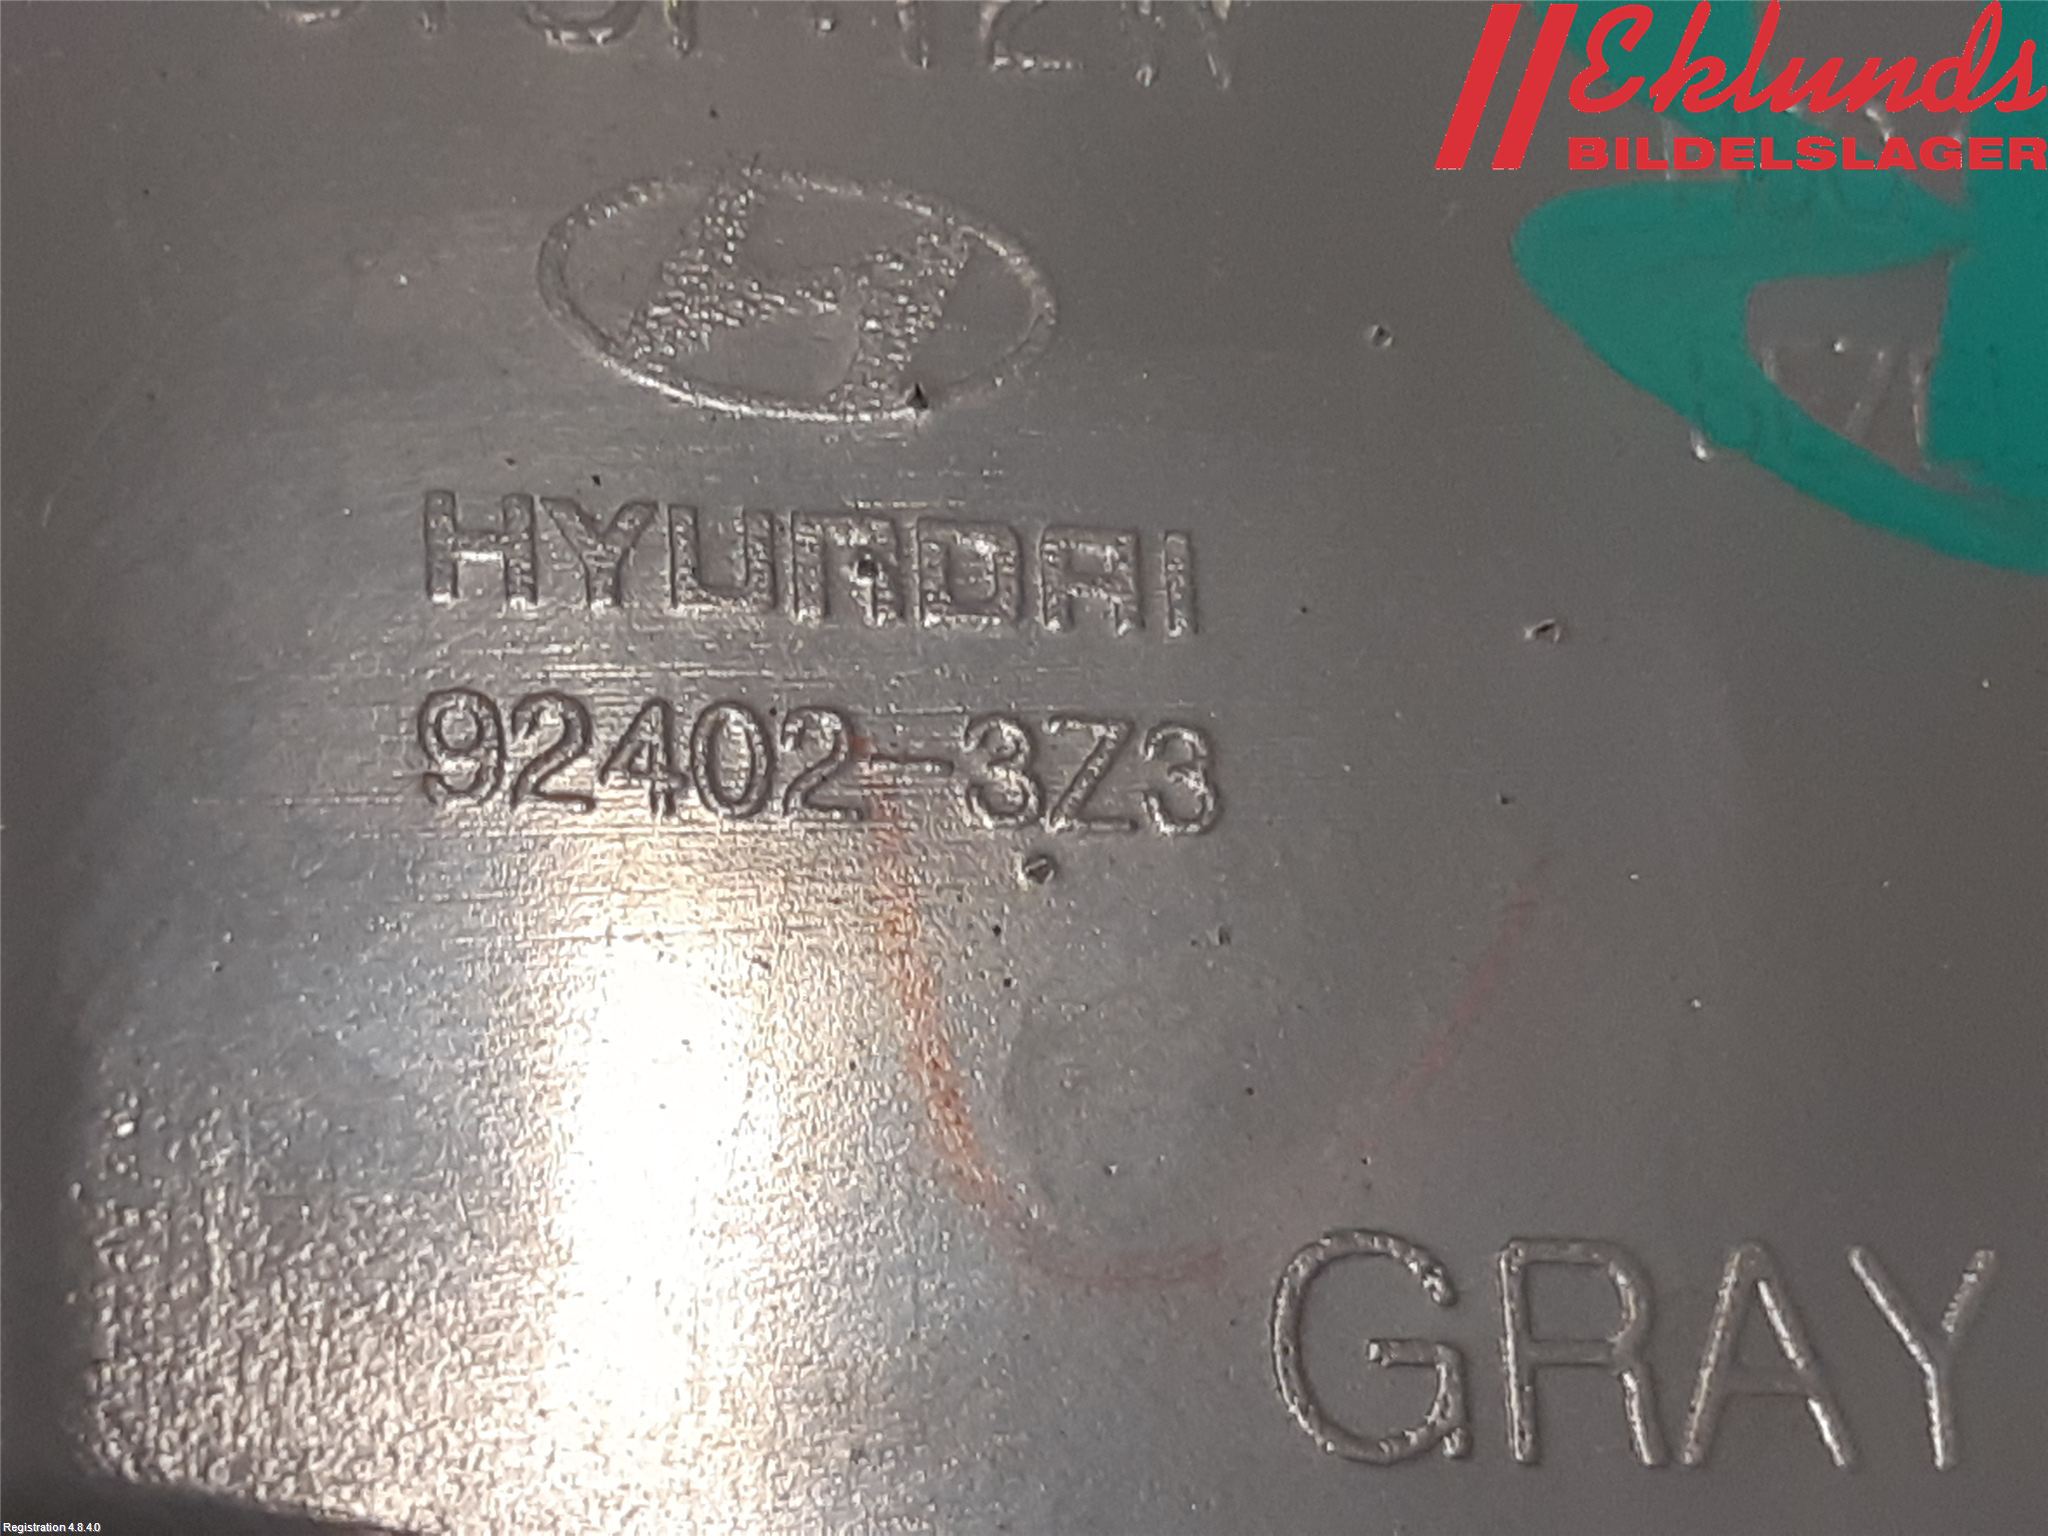 Eklunds
BILDELSLAGER
HYUNDAI
92402-3Z3
GRAY
Registration 4.8.4.0